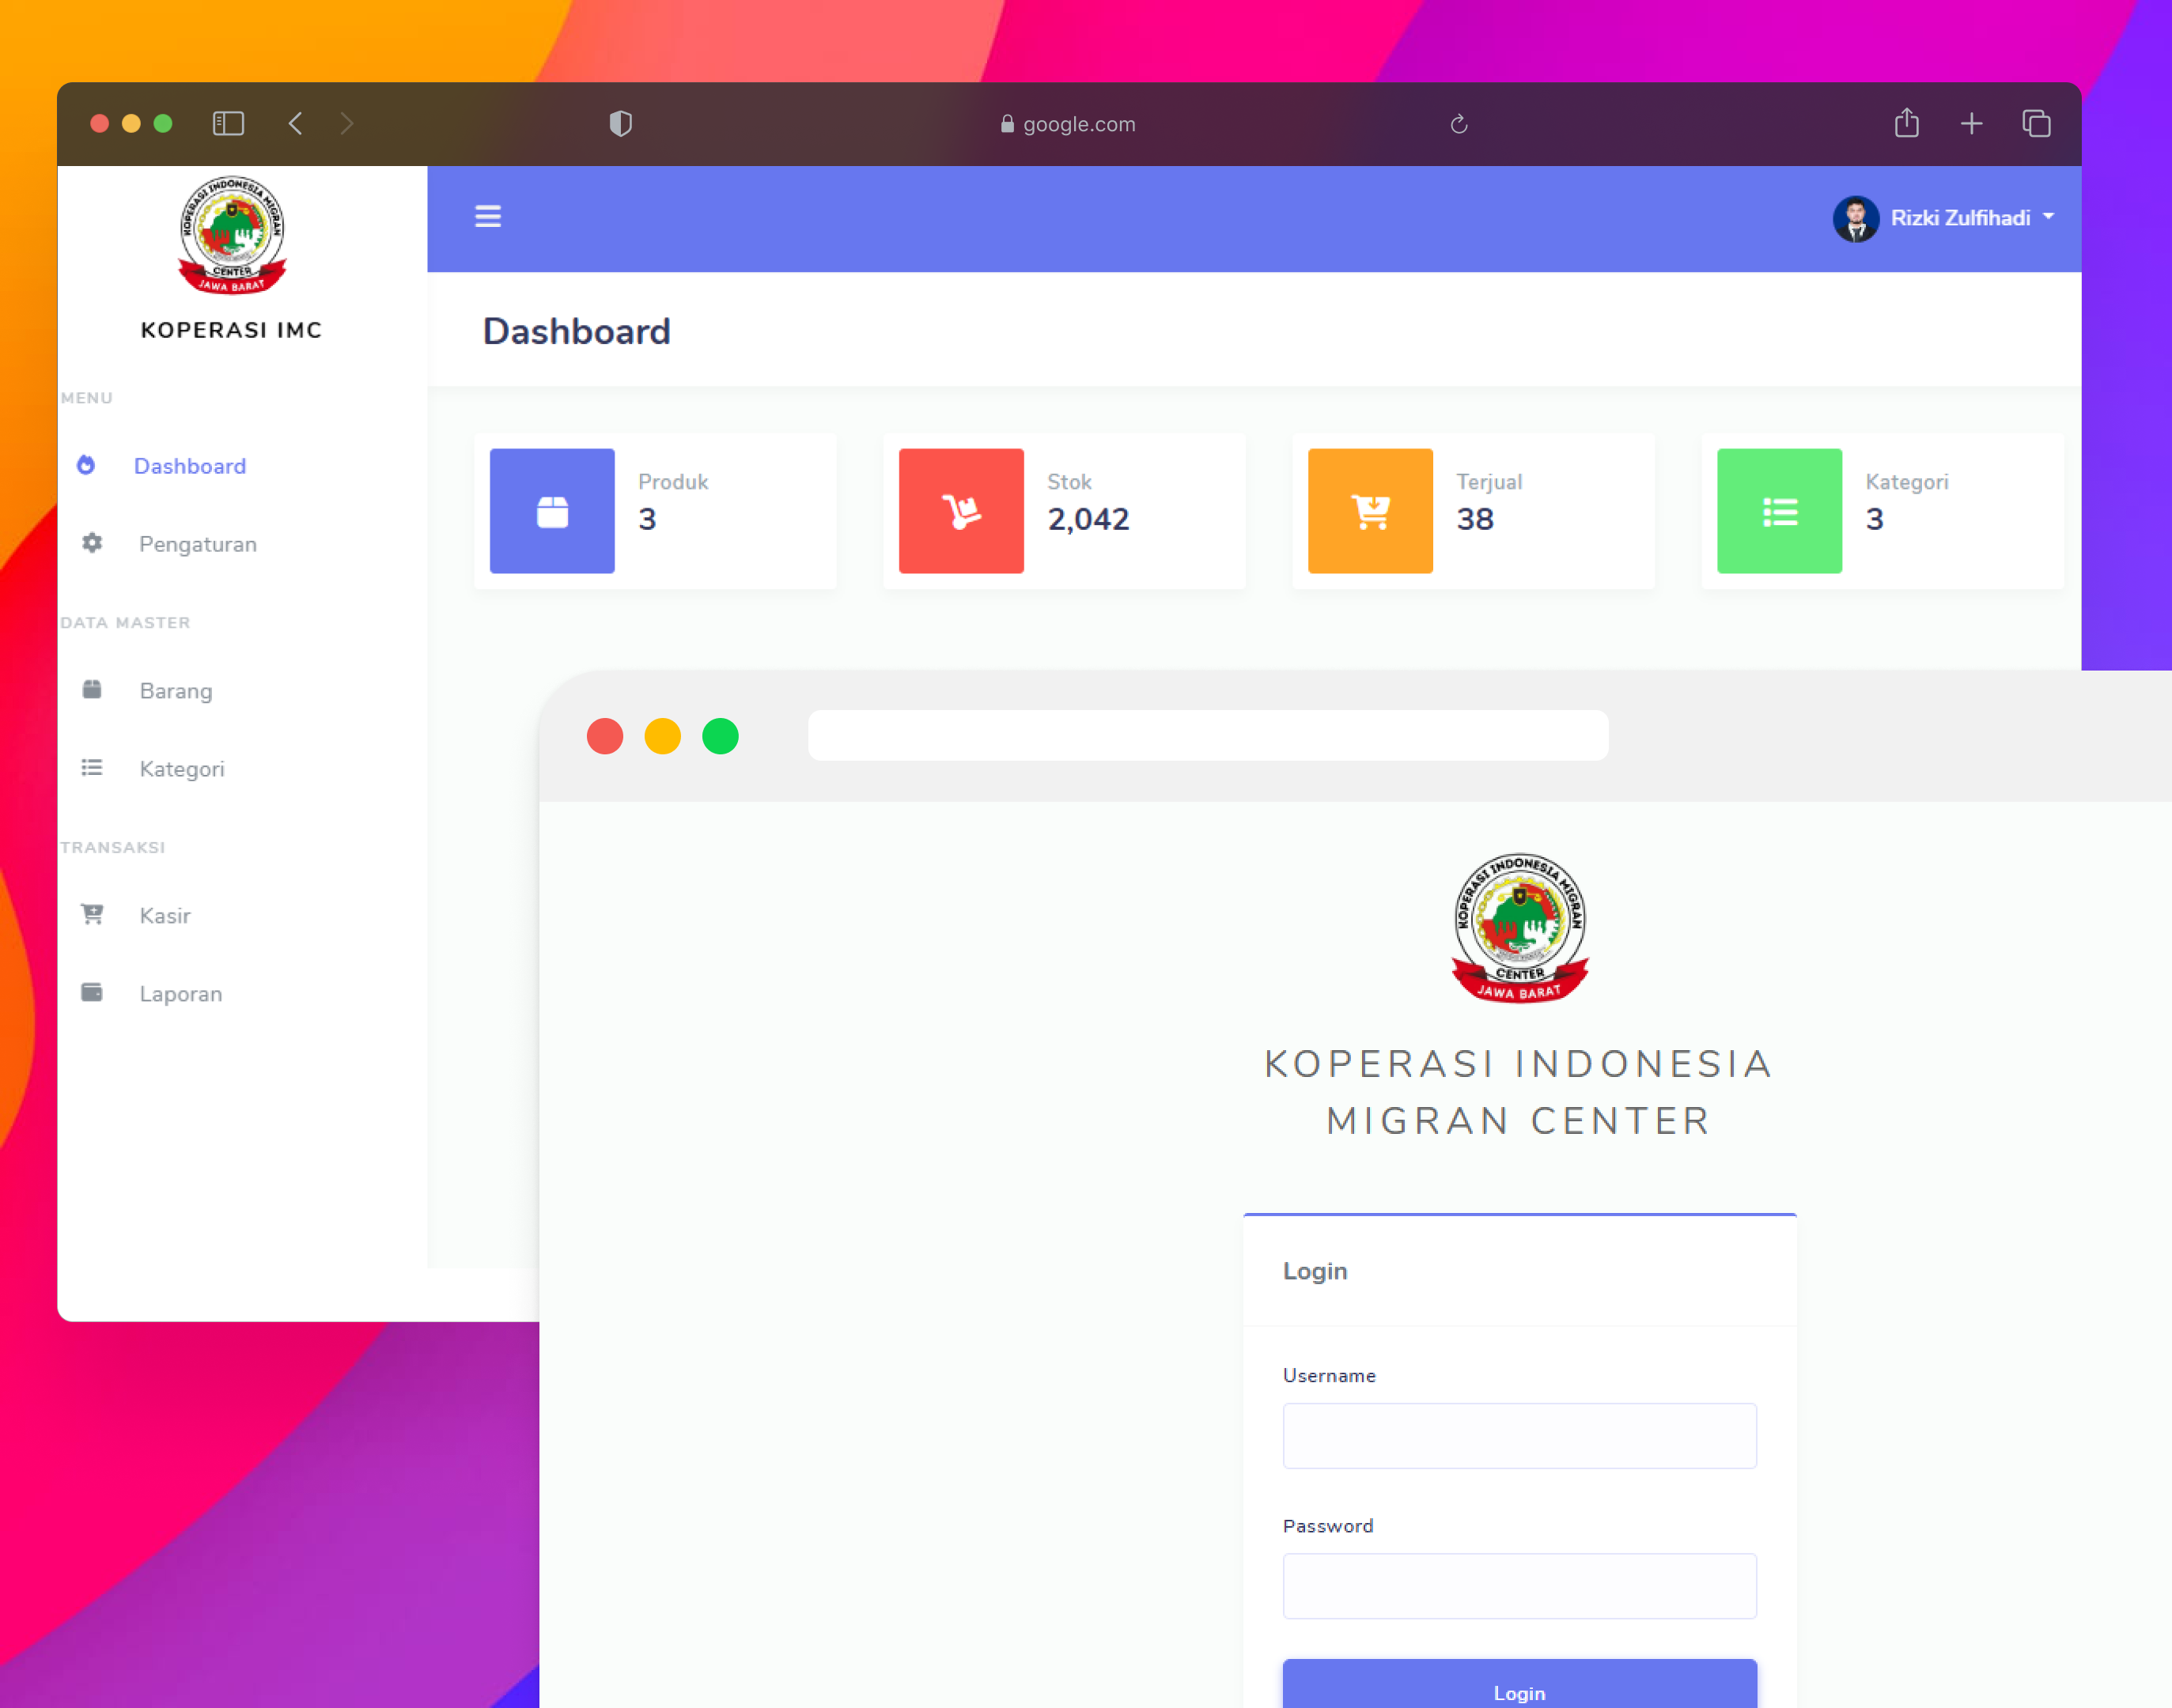 google.com
KOPERASI INDONESIA MIGRAN
CENTER
JAWA BARAT
KOPERASI IMC
MENU
Dashboard
Pengaturan
DATA MASTER
Barang
Kategori
TRANSAKSI
Kasir
Laporan
Rizki Zulfihadi
Dashboard
Produk
3
Stok
2,042
Terjual
38
Kategori
3
KOPERASI INDONESIA MIGRAN
CENTER
JAWA BARAT
KOPERASI INDONESIA
MIGRAN CENTER
Login
Username
Password
Login